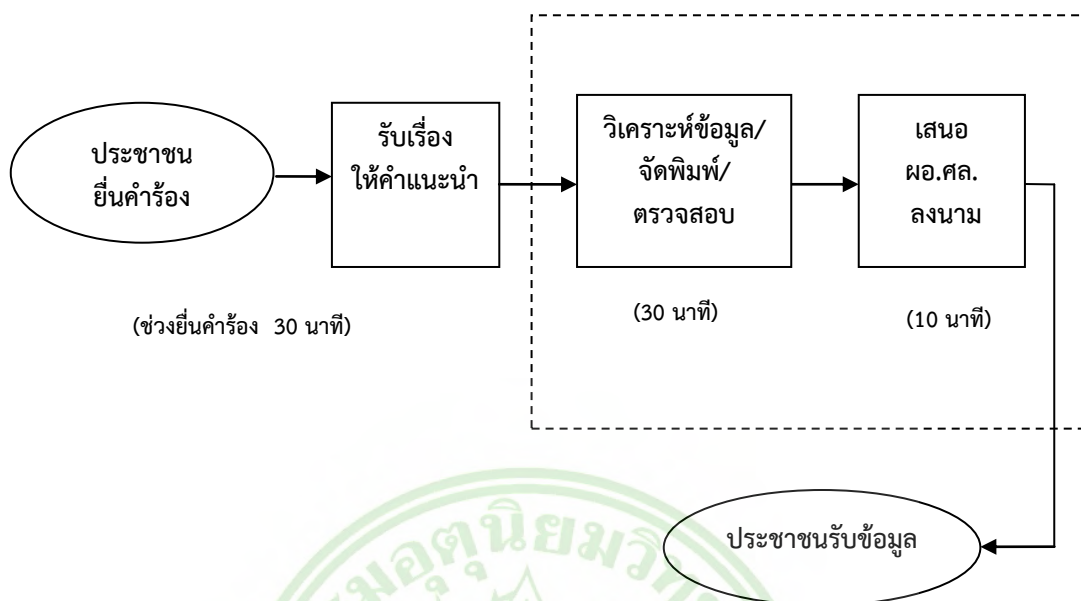 ประชาชน
ยื่นคำร้อง
รับเรื่อง
ให้คำแนะนำ
วิเคราะห์ข้อมูล/
จัดพิมพ์/
ตรวจสอบ
เสนอ
ผอ.ศล.
ลงนาม
(ช่วงยื่นคำร้อง 30 นาที)
(30 นาที)
(10 นาที)
ประชาชนรับข้อมูล